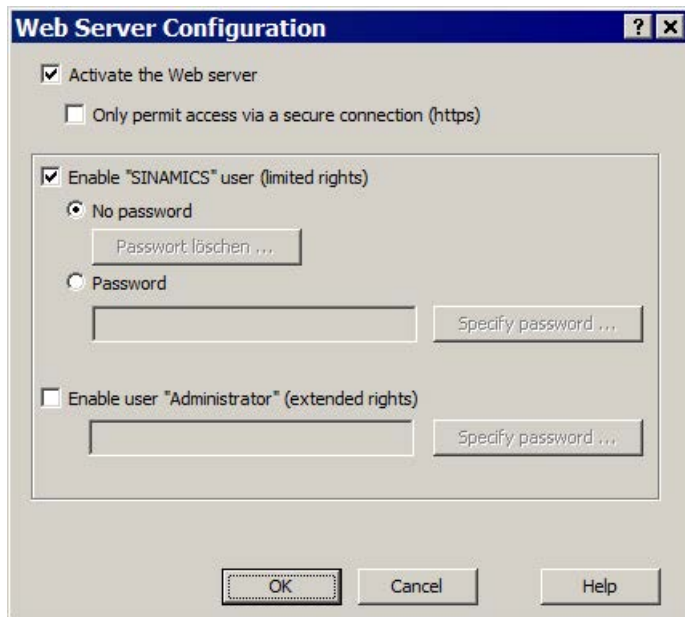 Web Server Configuration
Activate the Web server
Only permit access via a secure connection (https)
Enable "SINAMICS" user (limited rights)
No password
Passwort löschen ...
Password
Specify password ...
Enable user "Administrator" (extended rights)
Specify password ...
OK Cancel Help